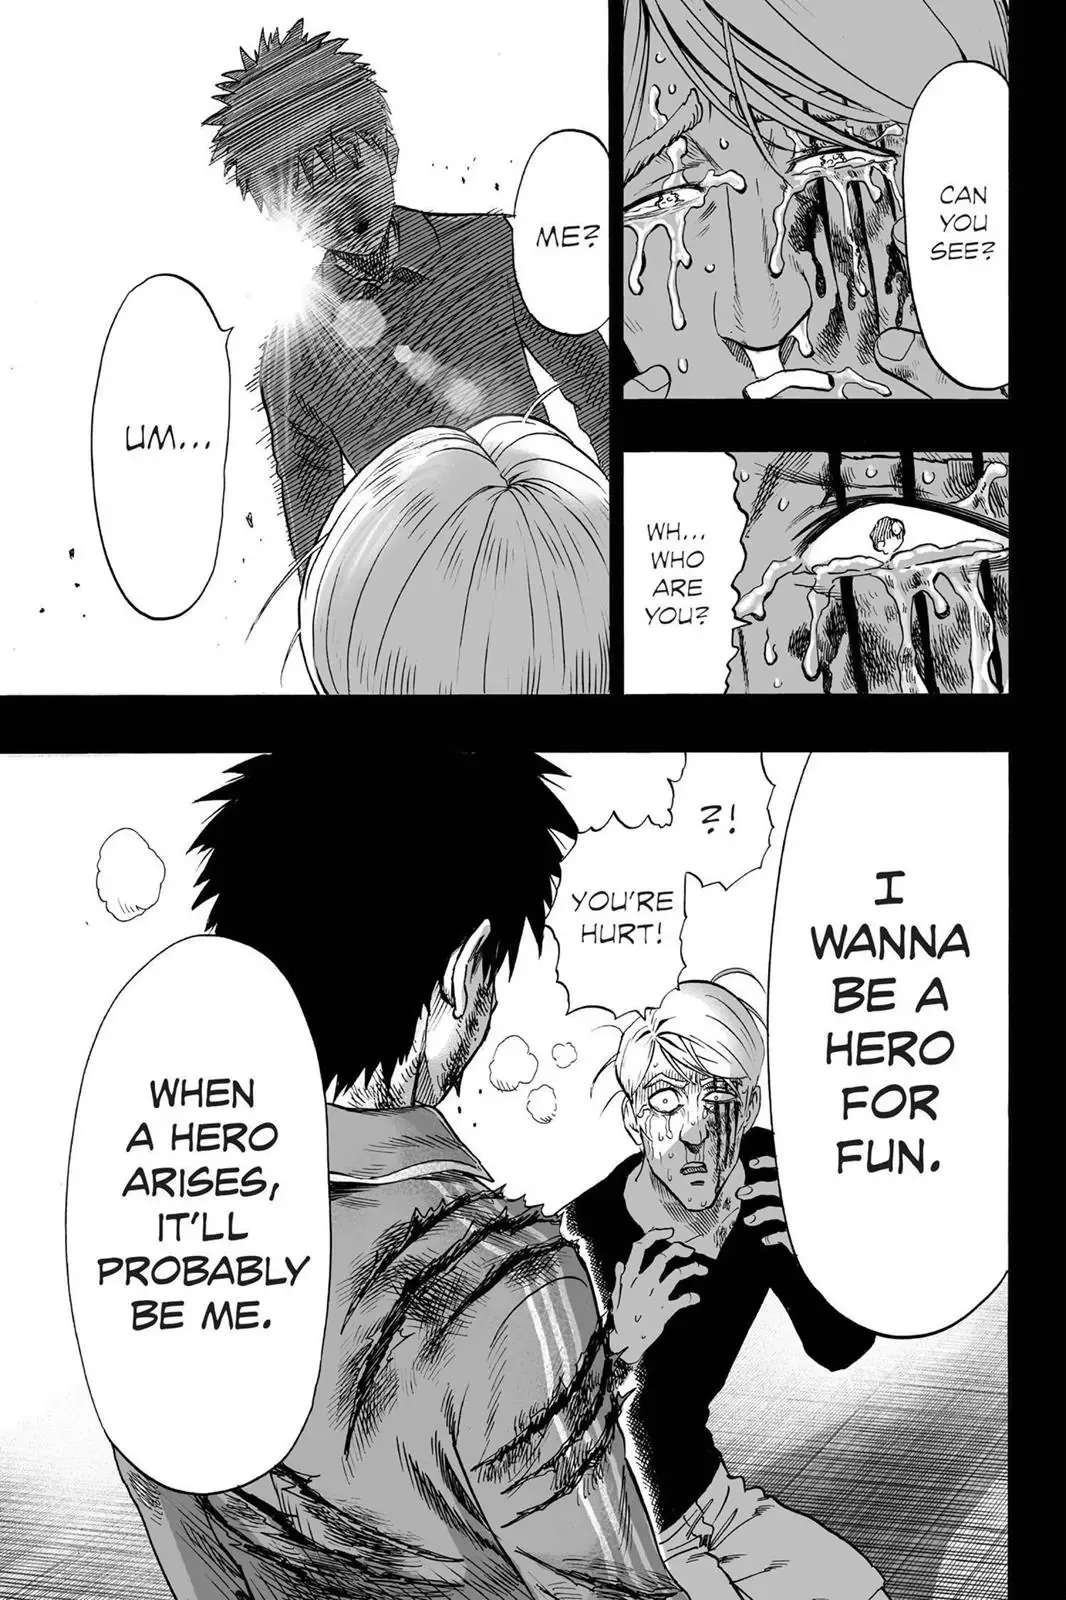 CAN
YOU
SEE?
WH...
WHO
ARE
YOU?
ME?
UM...
I
WANNA
BE A
HERO
FOR
FUN.
?!
YOU'RE
HURT!
WHEN
A HERO
ARISES,
IT'LL
PROBABLY
BE ME.